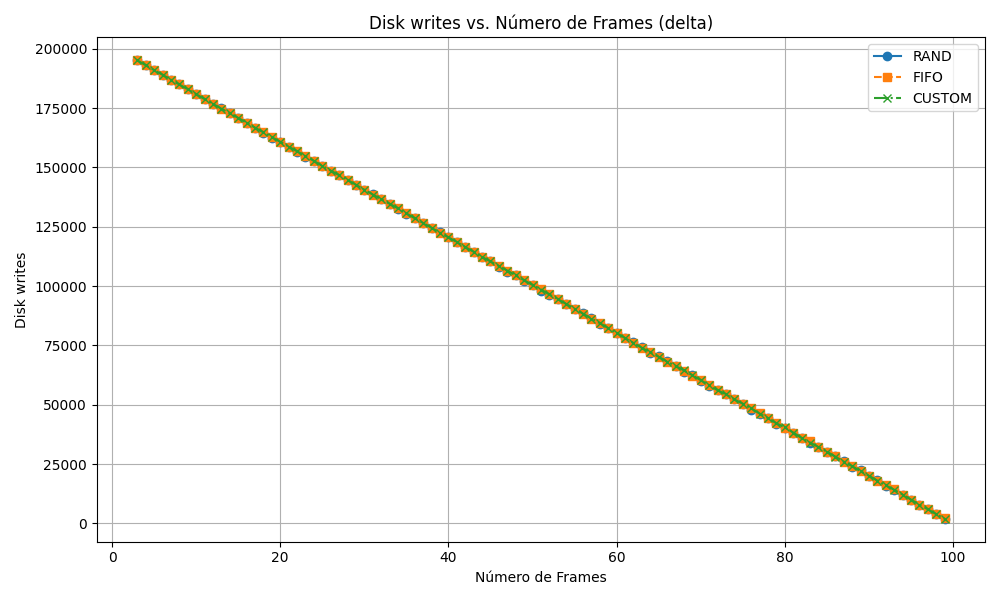 Disk writes vs. Número de Frames (delta)
200000
175000
150000
125000
100000
75000
50000
25000
0
Disk writes
RAND
FIFO
CUSTOM
0 20 40 60 80 100
Número de Frames